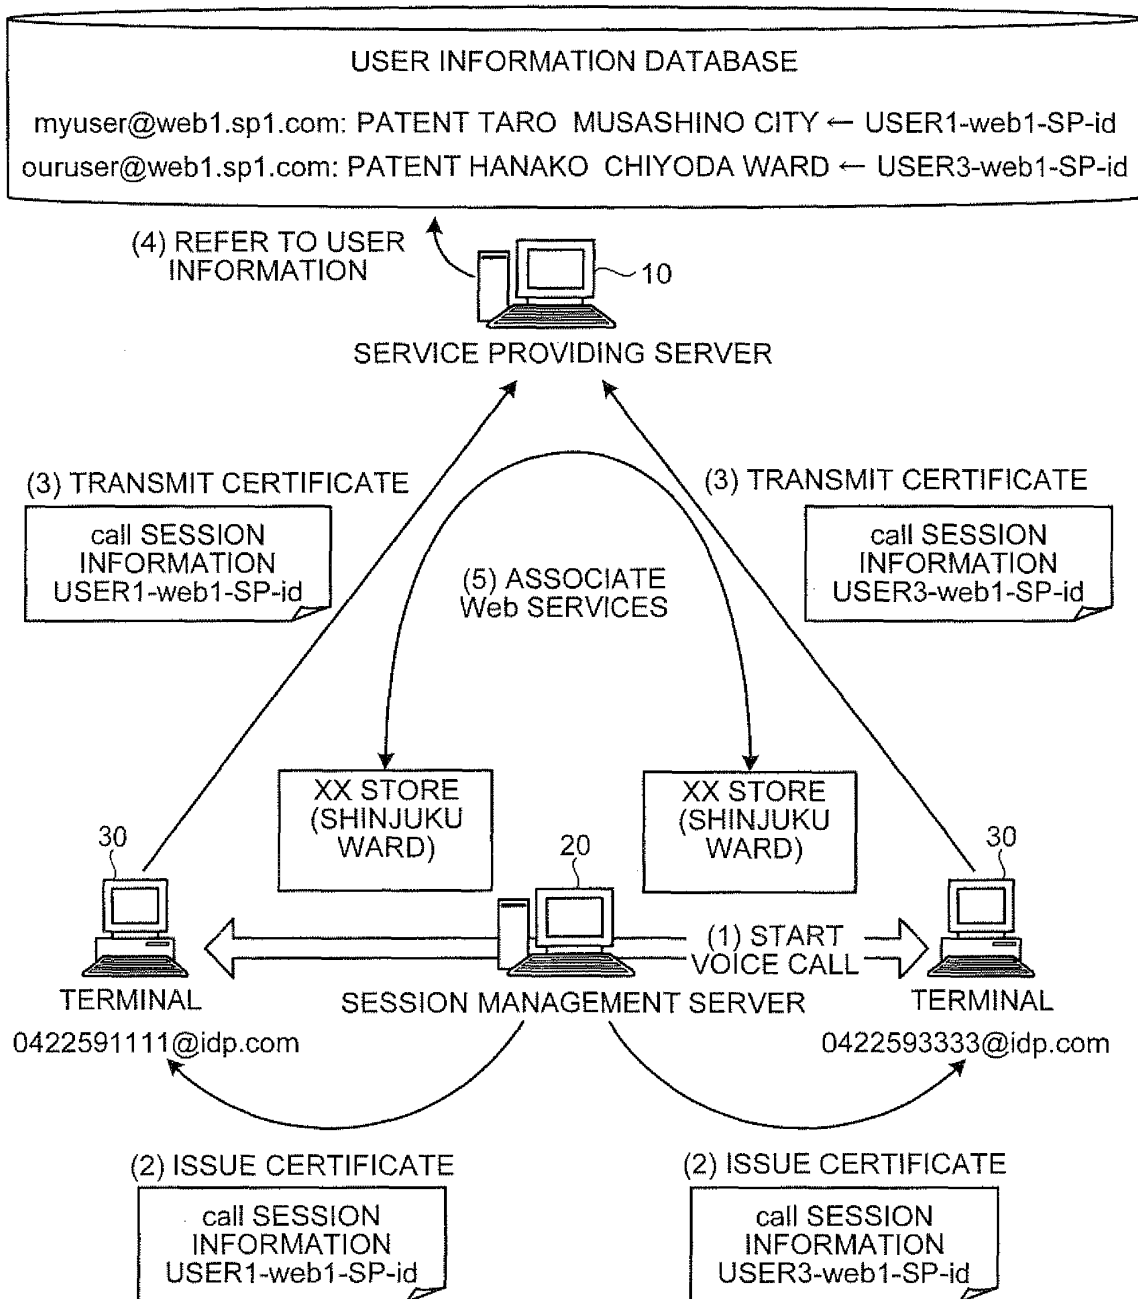 USER INFORMATION DATABASE
myuser@web1.sp1.com: PATENT TARO MUSASHINO CITY ← USER1-web1-SP-id
ouruser@web1.sp1.com: PATENT HANAKO CHIYODA WARD ← USER3-web1-SP-id
(4) REFER TO USER
INFORMATION
10
SERVICE PROVIDING SERVER
(3) TRANSMIT CERTIFICATE
call SESSION
INFORMATION
USER1-web1-SP-id
(3) TRANSMIT CERTIFICATE
call SESSION
INFORMATION
USER3-web1-SP-id
(5) ASSOCIATE
Web SERVICES
XX STORE
(SHINJUKU
WARD)
XX STORE
(SHINJUKU
WARD)
30
20
30
(1) START
VOICE CALL
TERMINAL
SESSION MANAGEMENT SERVER
TERMINAL
0422591111@idp.com
0422593333@idp.com
(2) ISSUE CERTIFICATE
call SESSION
INFORMATION
USER1-web1-SP-id
(2) ISSUE CERTIFICATE
call SESSION
INFORMATION
USER3-web1-SP-id